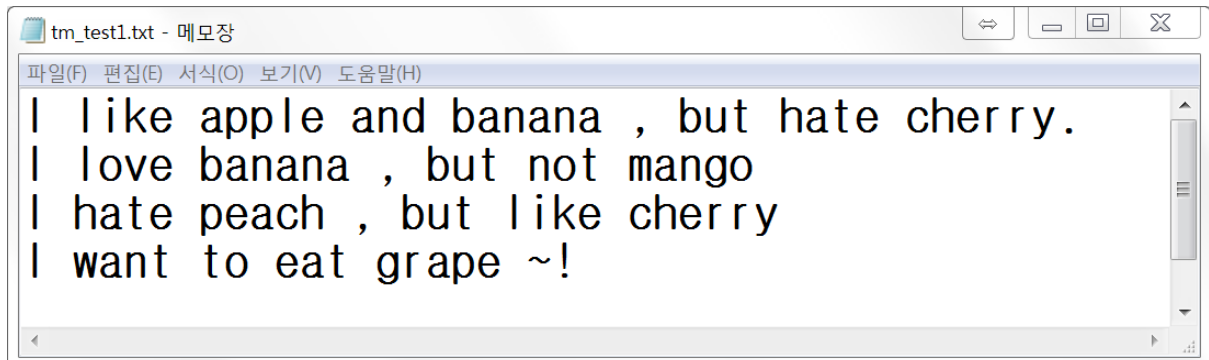 tm_test1.txt - 메모장
파일(F) 편집(E) 서식(O) 보기(V) 도움말(H)
I like apple and banana , but hate cherry.
I love banana , but not mango
I hate peach , but like cherry
I want to eat grape ~!